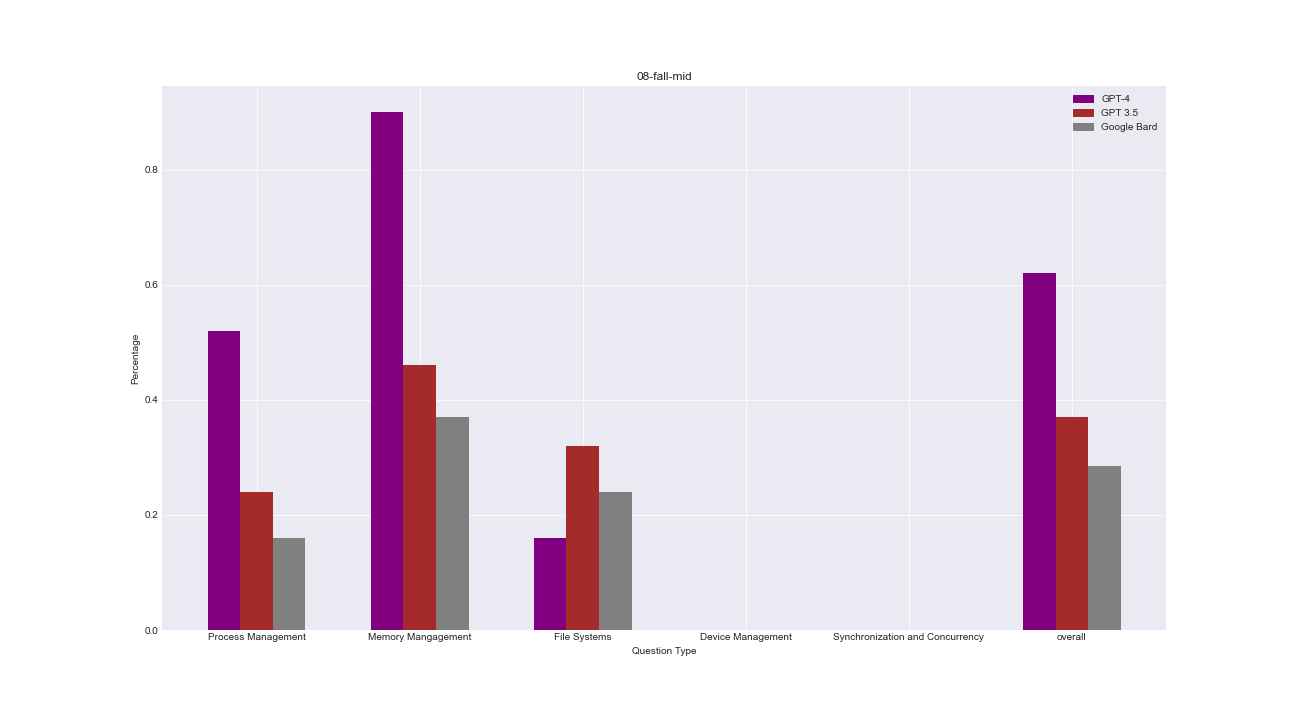 08-fall-mid
GPT-4
GPT 3.5
Google Bard
0.8
0.6
0.4
0.2
0.0
Percentage
Process Management
Memory Mangagement
File Systems
Device Management
Synchronization and Concurrency
overall
Question Type